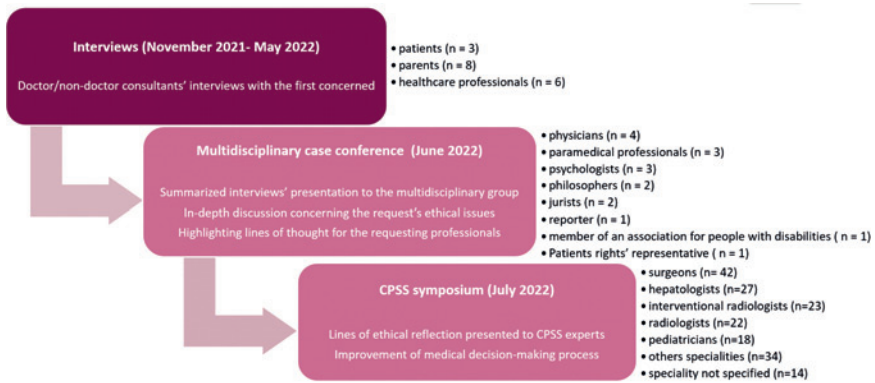 Interviews (November 2021- May 2022)
Doctor/non-doctor consultants' interviews with the first concerned
• patients (n = 3)
• parents (n = 8)
• healthcare professionals (n = 6)
Multidisciplinary case conference (June 2022)
Summarized interviews' presentation to the multidisciplinary group
In-depth discussion concerning the request's ethical issues
Highlighting lines of thought for the requesting professionals
• physicians (n = 4)
• paramedical professionals (n = 3)
• psychologists (n = 3)
• philosophers (n = 2)
• jurists (n = 2)
• reporter (n = 1)
• member of an association for people with disabilities ( n = 1)
• Patients rights' representative ( n = 1)
CPSS symposium (July 2022)
Lines of ethical reflection presented to CPSS experts
Improvement of medical decision-making process
• surgeons (n= 42)
• hepatologists (n=27)
• interventional radiologists (n=23)
• radiologists (n=22)
• pediatricians (n=18)
• others specialities (n=34)
• speciality not specified (n=14)